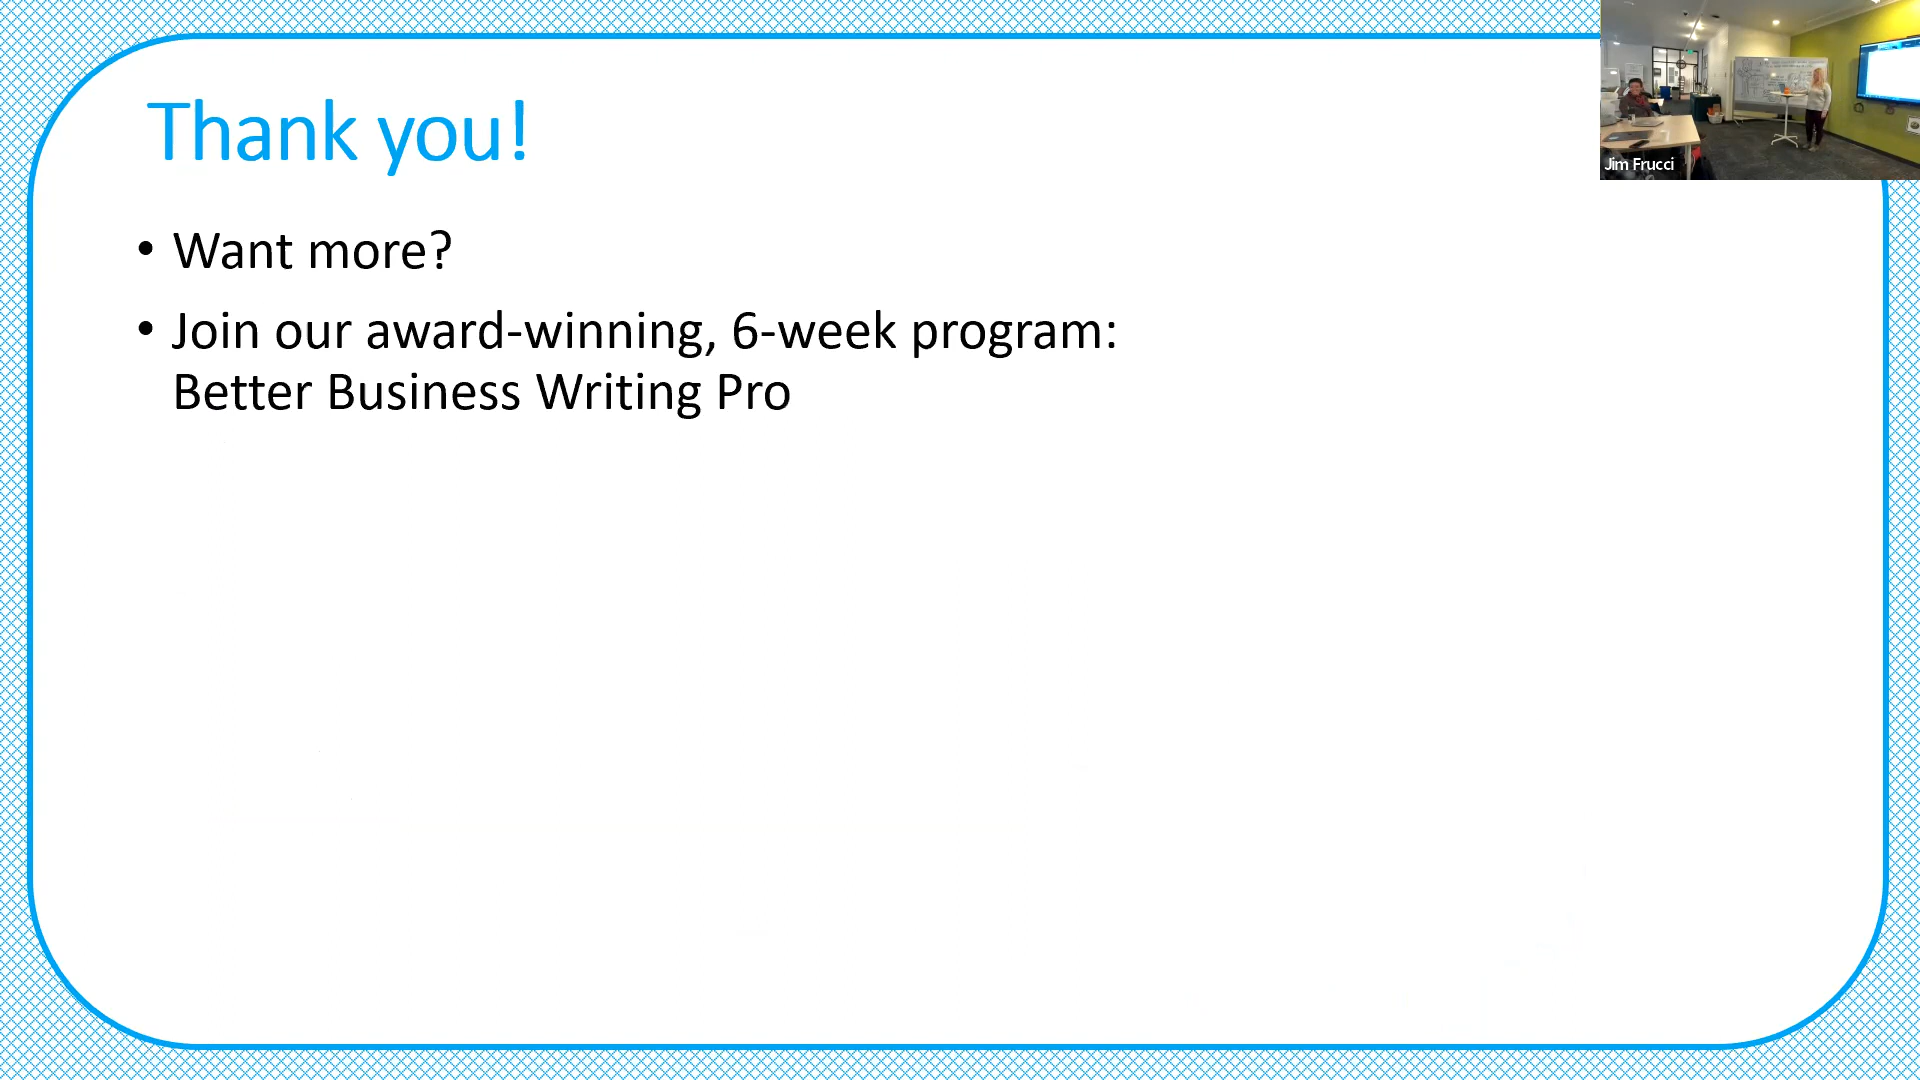 Thank you!
• Want more?
• Join our award-winning, 6-week program:
Better Business Writing Pro
Jim Frucci